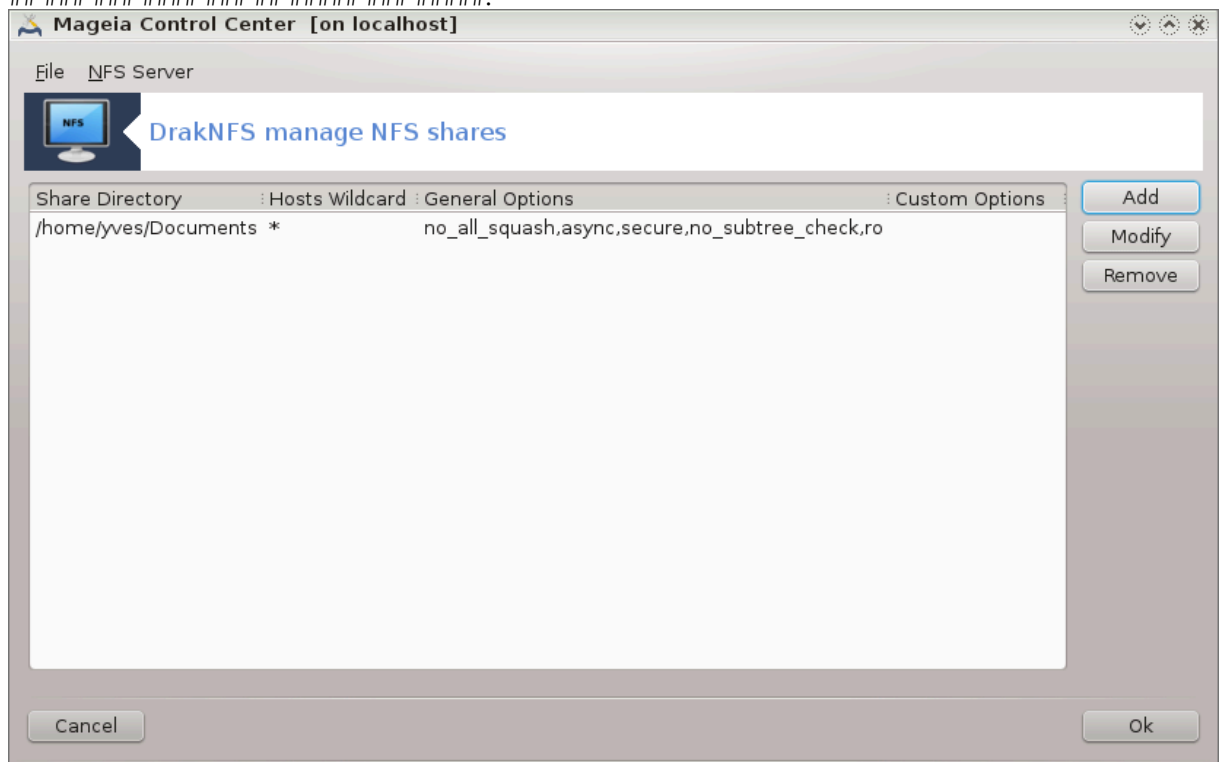 Mageia Control Center [on localhost]
File NFS Server
NFS
DrakNFS manage NFS shares
Share Directory Hosts Wildcard General Options Custom Options
/home/yves/Documents * no_all_squash,async,secure,no_subtree_check,ro
Add
Modify
Remove
Cancel Ok